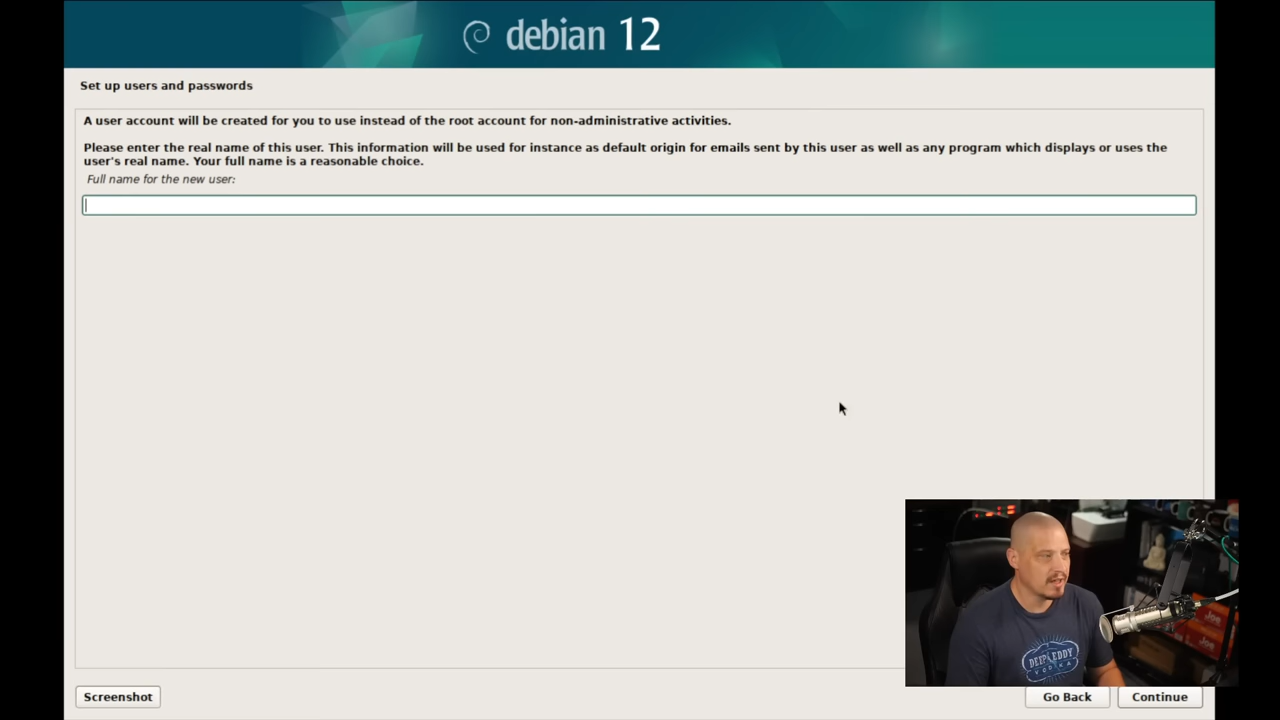 debian 12
Set up users and passwords
A user account will be created for you to use instead of the root account for non-administrative activities.
Please enter the real name of this user. This information will be used for instance as default origin for emails sent by this user as well as any program which displays or uses the
user's real name. Your full name is a reasonable choice.
Full name for the new user:
DEEP EDDY
VODKA
Screenshot
Go Back
Continue